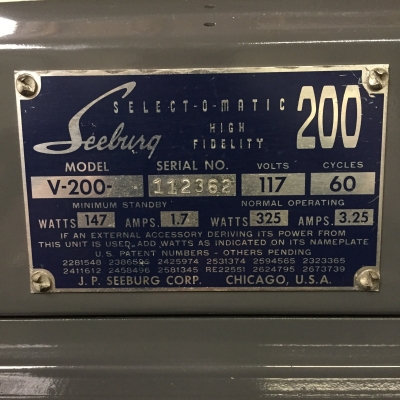 Seeburg SELECT-O-MATIC 200
HIGH
FIDELITY
MODEL SERIAL NO. VOLTS CYCLES
V-200- 112362 117 60
MINIMUM STANDBY NORMAL OPERATING
WATTS 147 AMPS. 1.7 WATTS 325 AMPS. 3.25
IF AN EXTERNAL ACCESSORY DERIVING ITS POWER FROM
THIS UNIT IS USED, ADD WATTS AS INDICATED ON ITS NAMEPLATE
U.S. PATENT NUMBERS - OTHERS PENDING
2281548 2425974 2531374 2594565 2323365
2411612 2458496 2581345 RE22551 2624795 2673739
J. P. SEEBURG CORP. CHICAGO, U.S.A.